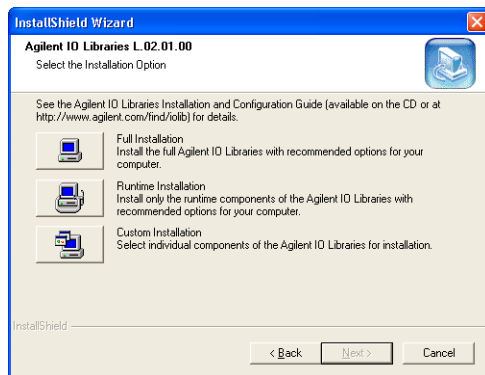 InstallShield Wizard
Agilent IO Libraries L.02.01.00
Select the Installation Option
See the Agilent IO Libraries Installation and Configuration Guide (available on the CD or at
http://www.agilent.com/find/iolib) for details.
Full Installation
Install the full Agilent IO Libraries with recommended options for your
computer.
Runtime Installation
Install only the runtime components of the Agilent IO Libraries with
recommended options for your computer.
Custom Installation
Select individual components of the Agilent IO Libraries for installation.
InstallShield
< Back
Next >
Cancel